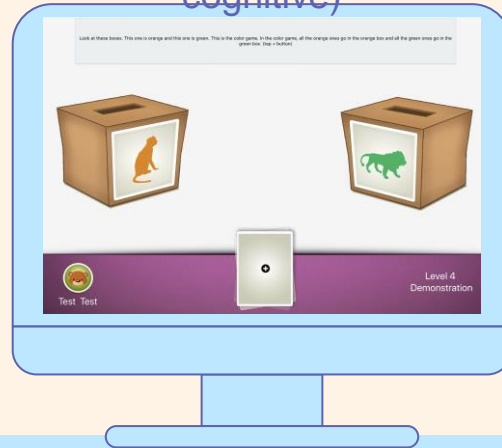 cognitive)
Look at these boxes. This one is orange and this one is green. This is the color game. In the color game, all the orange ones go in the orange box and all the green ones go in the
green box. (tap + button)
Test Test
Level 4
Demonstration